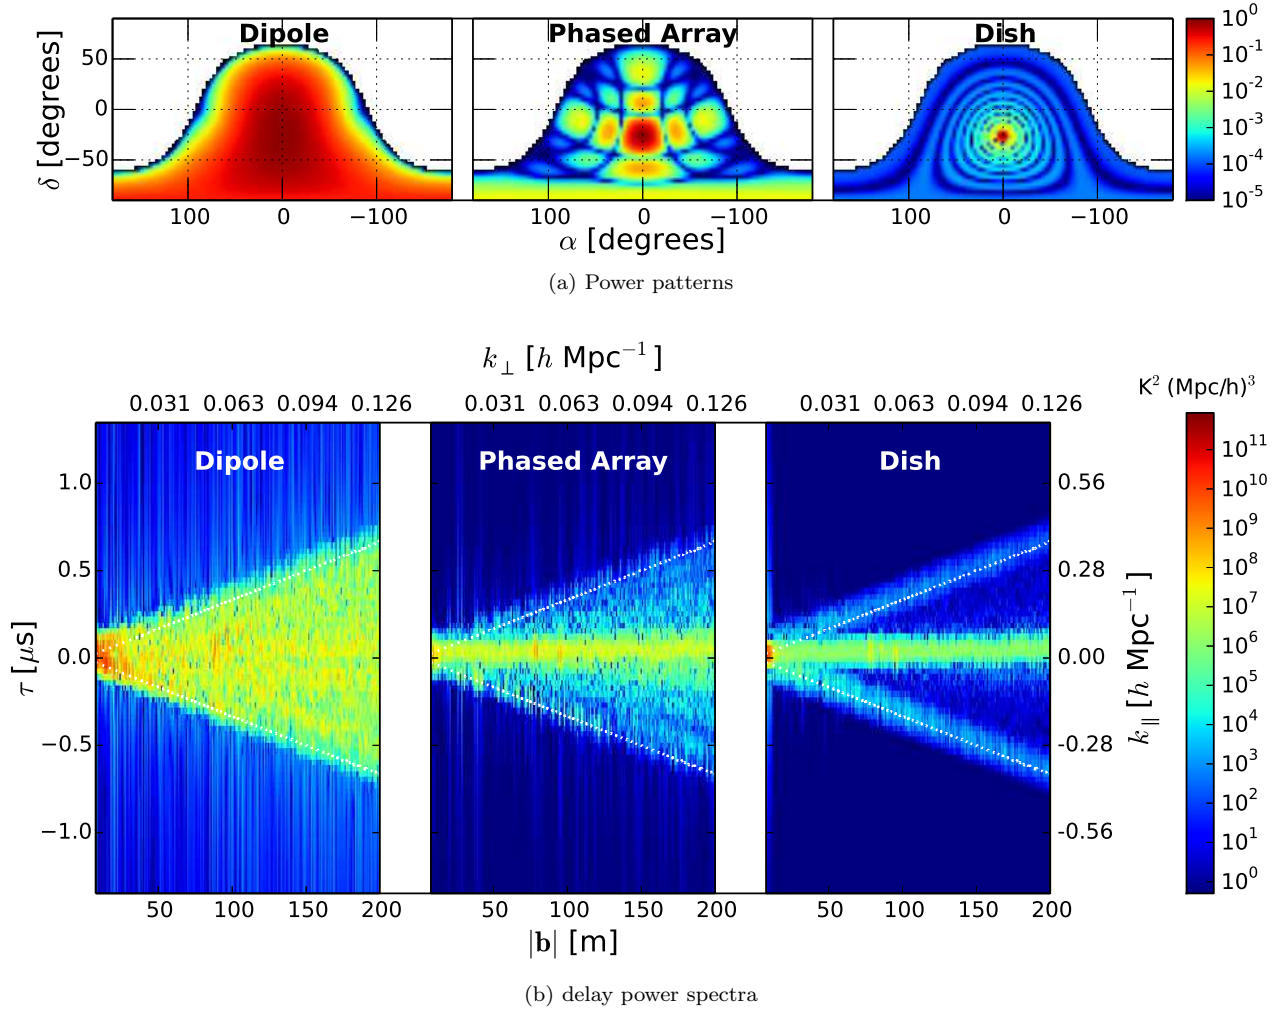 Dipole Phased Array Dish
δ [degrees]
50
0
−50
100 0 −100 100 0 −100 100 0 −100
α [degrees]
10^0
10^-1
10^-2
10^-3
10^-4
10^-5
(a) Power patterns
k⊥ [h Mpc^−1]
0.031 0.063 0.094 0.126 0.031 0.063 0.094 0.126 0.031 0.063 0.094 0.126
Dipole Phased Array Dish
τ [μs]
1.0
0.5
0.0
−0.5
−1.0
0.56
0.28
0.00
-0.28
-0.56
k∥ [h Mpc^−1]
50 100 150 200 50 100 150 200 50 100 150 200
|b| [m]
K^2 (Mpc/h)^3
10^11
10^10
10^9
10^8
10^7
10^6
10^5
10^4
10^3
10^2
10^1
10^0
(b) delay power spectra